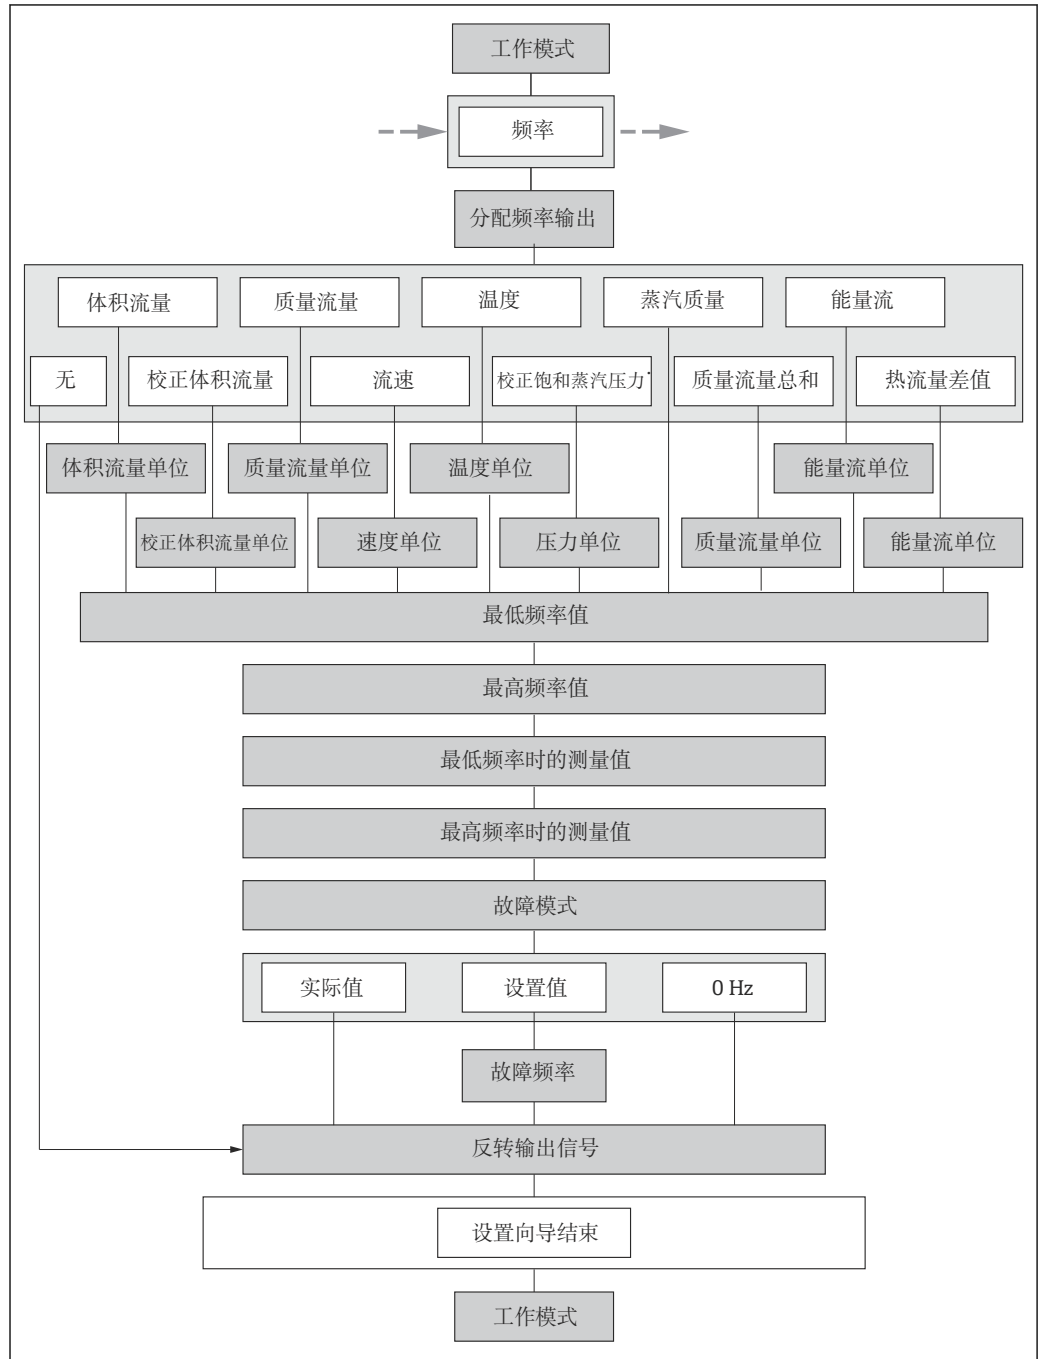 工作模式
频率
分配频率输出
体积流量
质量流量
温度
蒸汽质量
能量流
无
校正体积流量
流速
校正饱和蒸汽压力*
质量流量总和
热流量差值
体积流量单位
质量流量单位
温度单位
能量流单位
校正体积流量单位
速度单位
压力单位
质量流量单位
能量流单位
最低频率值
最高频率值
最低频率时的测量值
最高频率时的测量值
故障模式
实际值
设置值
0 Hz
故障频率
反转输出信号
设置向导结束
工作模式